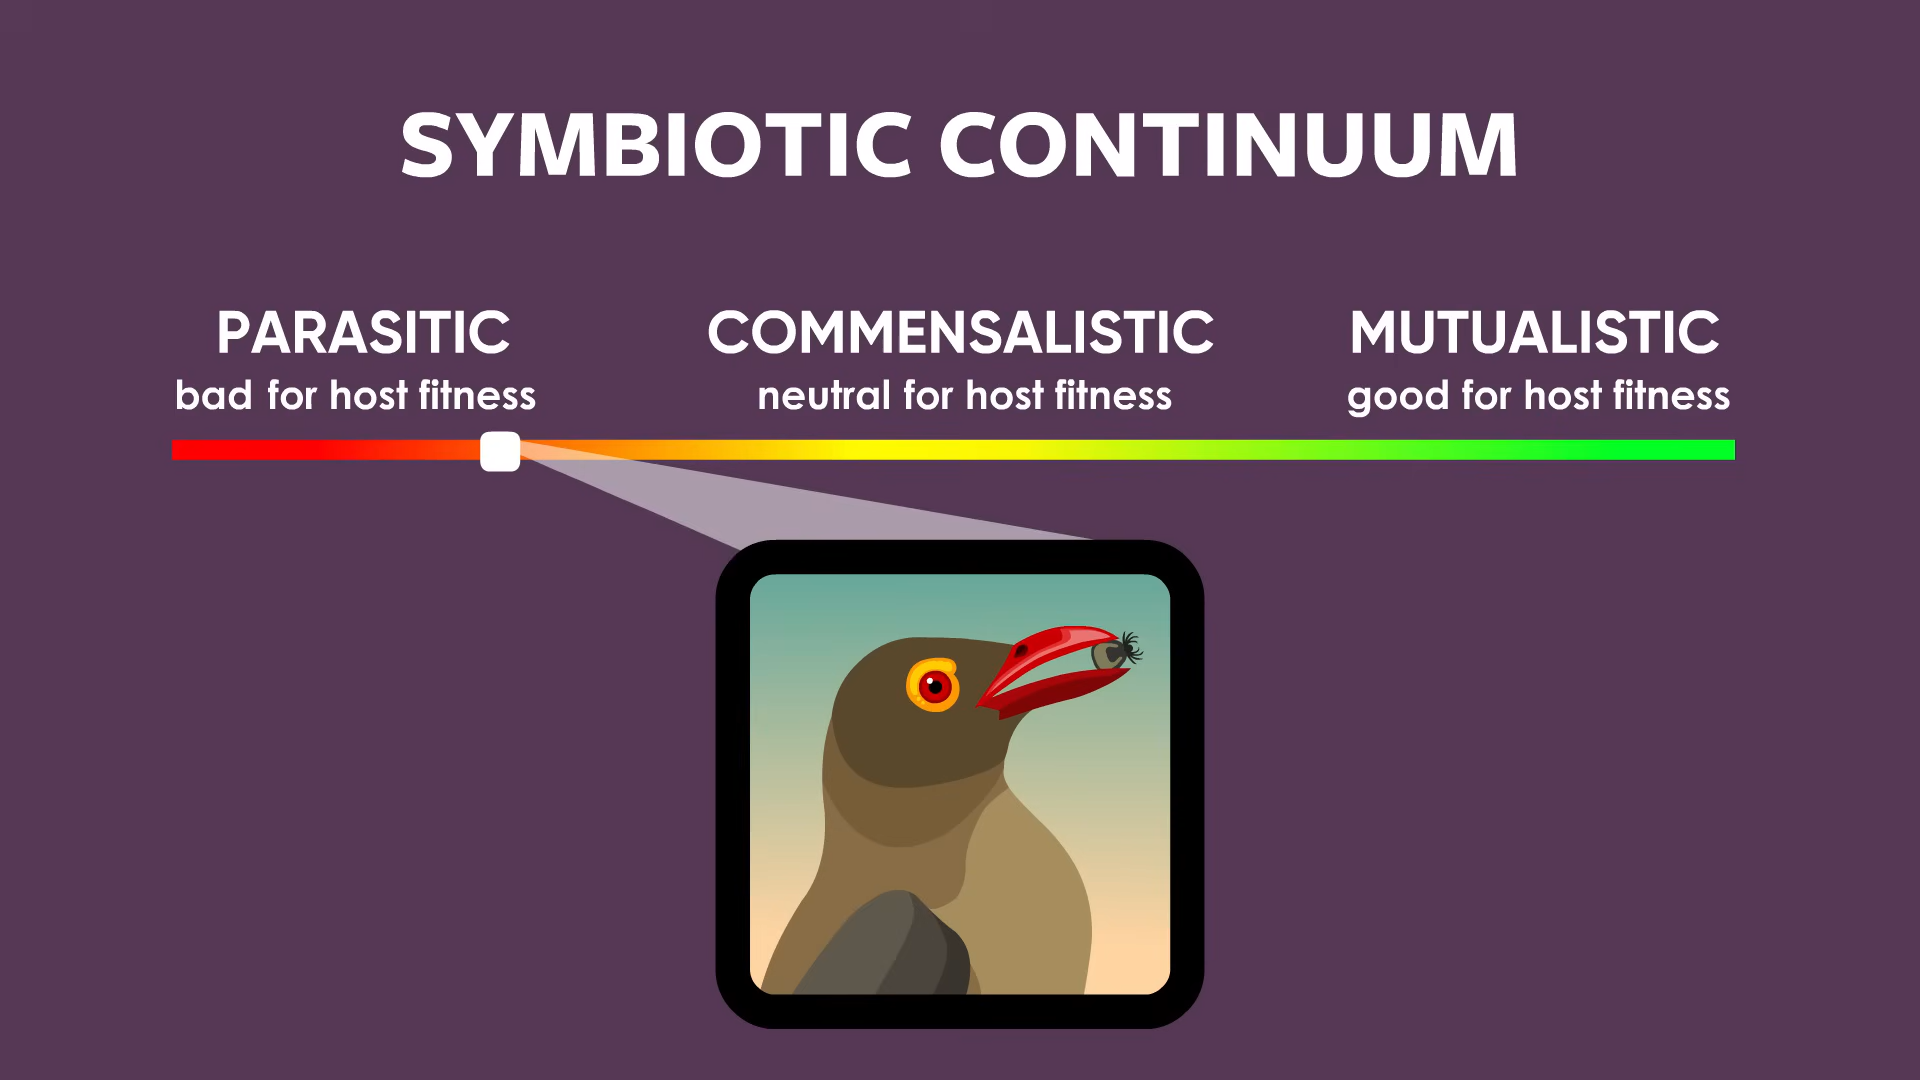 SYMBIOTIC CONTINUUM
PARASITIC
bad for host fitness
COMMENSALISTIC
neutral for host fitness
MUTUALISTIC
good for host fitness